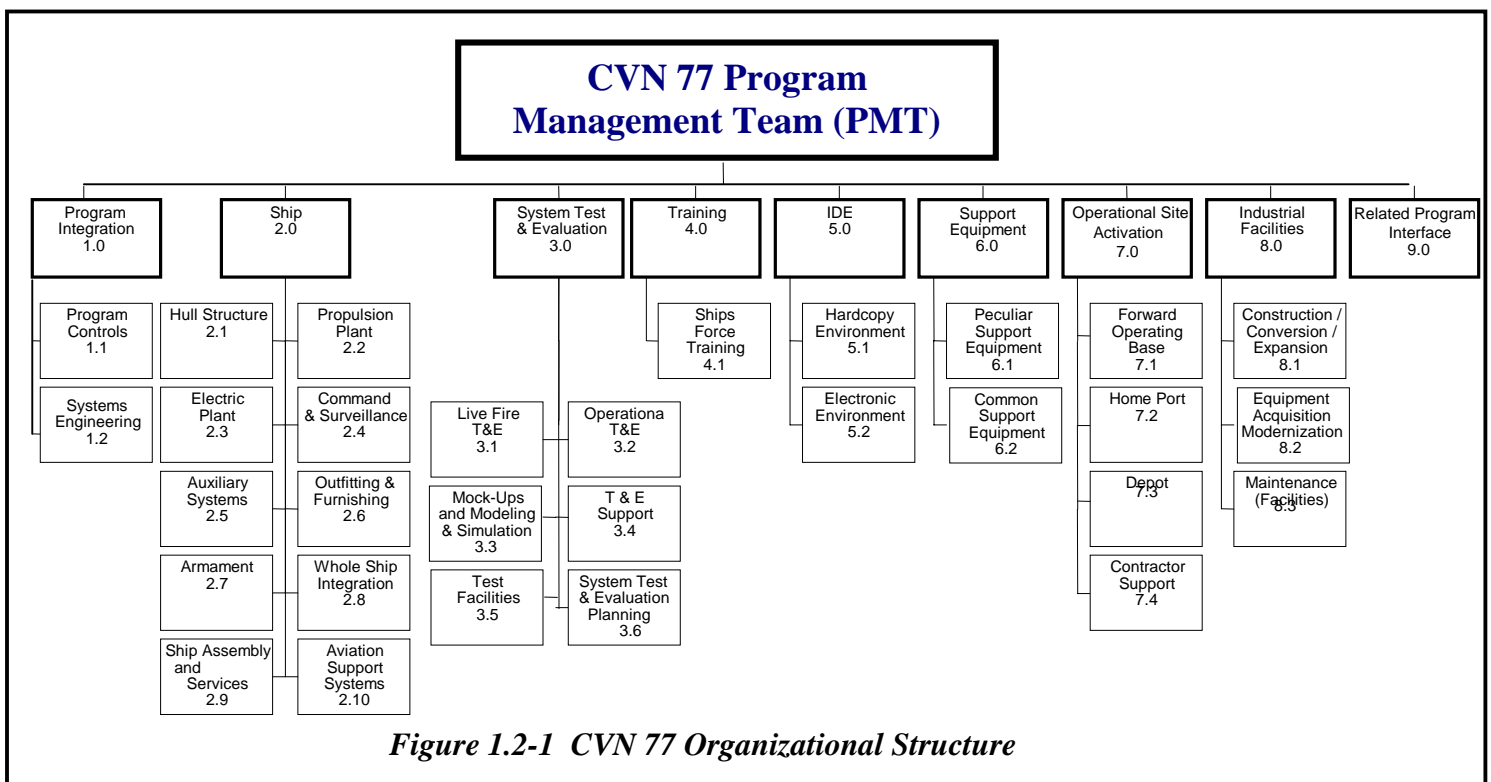 CVN 77 Program
Management Team (PMT)
Program
Integration
1.0
Ship
2.0
System Test
& Evaluation
3.0
Training
4.0
IDE
5.0
Support
Equipment
6.0
Operational Site
Activation
7.0
Industrial
Facilities
8.0
Related Program
Interface
9.0
Program
Controls
1.1
Systems
Engineering
1.2
Hull Structure
2.1
Propulsion
Plant
2.2
Electric
Plant
2.3
Command
& Surveillance
2.4
Auxiliary
Systems
2.5
Outfitting &
Furnishing
2.6
Armament
2.7
Whole Ship
Integration
2.8
Ship Assembly
and
Services
2.9
Aviation
Support
Systems
2.10
Live Fire
T&E
3.1
Operationa
T&E
3.2
Mock-Ups
and Modeling
& Simulation
3.3
T & E
Support
3.4
Test
Facilities
3.5
System Test
& Evaluation
Planning
3.6
Ships
Force
Training
4.1
Hardcopy
Environment
5.1
Electronic
Environment
5.2
Peculiar
Support
Equipment
6.1
Common
Support
Equipment
6.2
Forward
Operating
Base
7.1
Home Port
7.2
Depot
7.3
Contractor
Support
7.4
Construction /
Conversion /
Expansion
8.1
Equipment
Acquisition
Modernization
8.2
Maintenance
(Facilities)
8.3
Figure 1.2-1 CVN 77 Organizational Structure